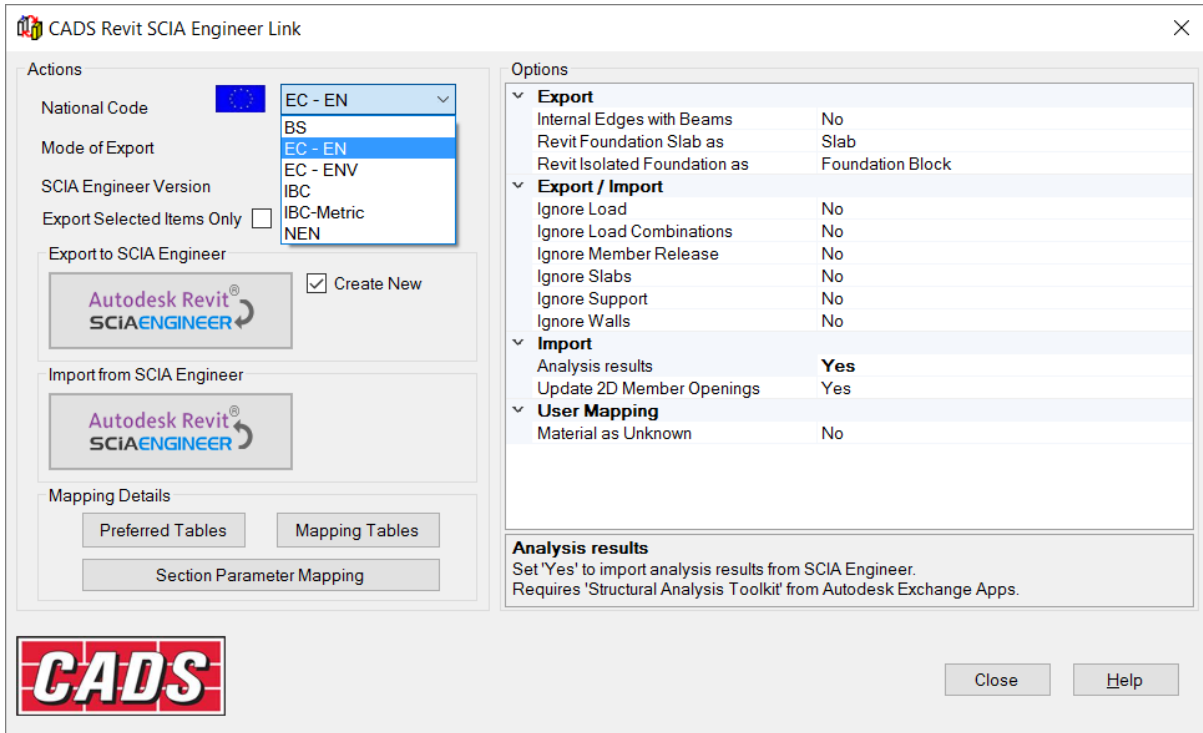 CADS Revit SCIA Engineer Link
Actions
National Code
EC - EN
BS
EC - EN
EC - ENV
IBC
IBC-Metric
NEN
Mode of Export
SCIA Engineer Version
Export Selected Items Only
Export to SCIA Engineer
Autodesk Revit®
SCiAENGINEER
Create New
Import from SCIA Engineer
Autodesk Revit®
SCiAENGINEER
Mapping Details
Preferred Tables
Mapping Tables
Section Parameter Mapping
Options
Export
Internal Edges with Beams No
Revit Foundation Slab as Slab
Revit Isolated Foundation as Foundation Block
Export / Import
Ignore Load No
Ignore Load Combinations No
Ignore Member Release No
Ignore Slabs No
Ignore Support No
Ignore Walls No
Import
Analysis results Yes
Update 2D Member Openings Yes
User Mapping
Material as Unknown No
Analysis results
Set 'Yes' to import analysis results from SCIA Engineer.
Requires 'Structural Analysis Toolkit' from Autodesk Exchange Apps.
CADS
Close
Help